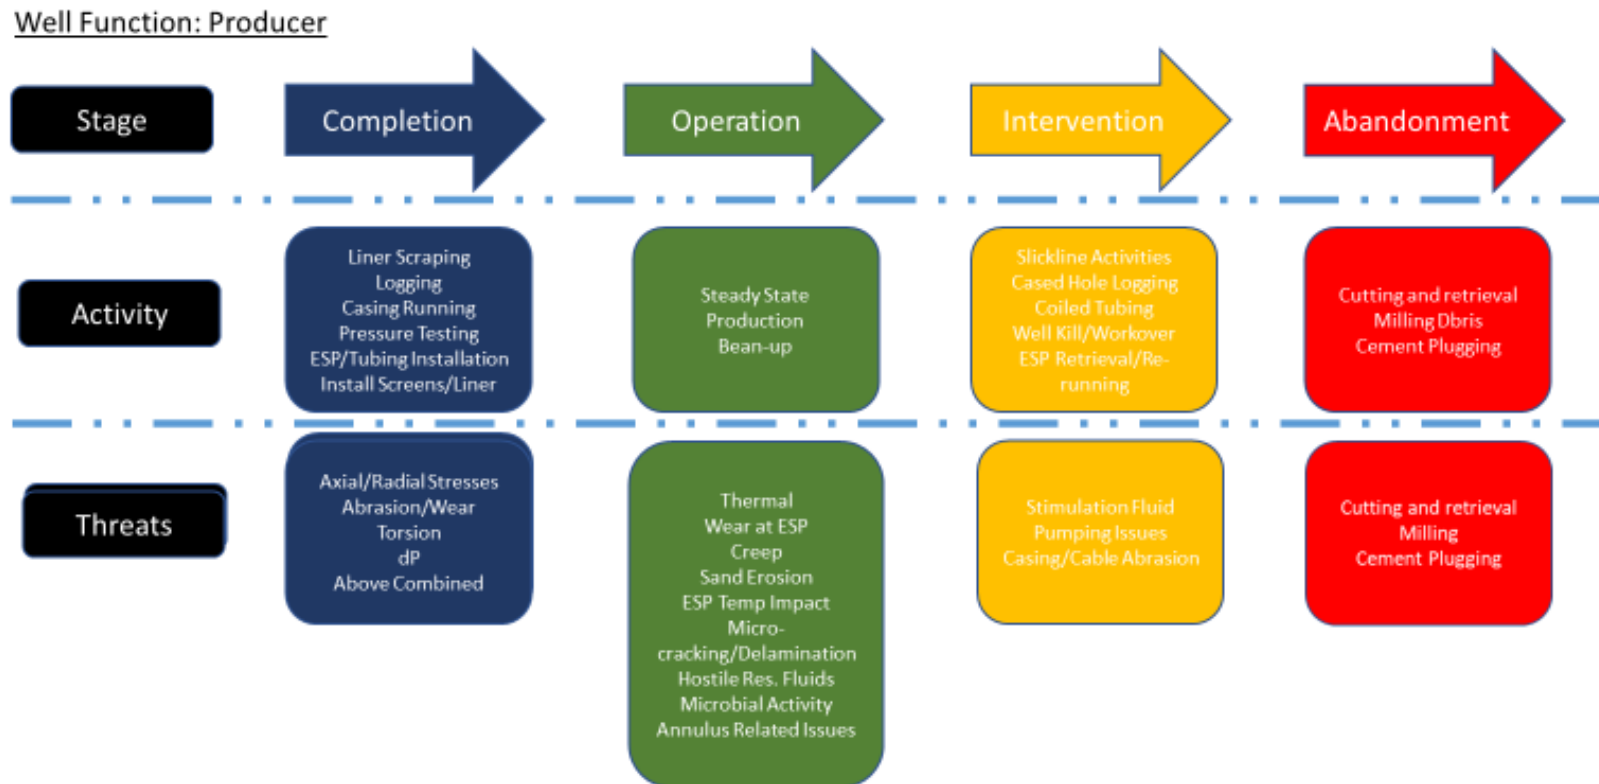 Well Function: Producer
Stage
Completion
Operation
Intervention
Abandonment
Activity
Liner Scraping
Logging
Casing Running
Pressure Testing
ESP/Tubing Installation
Install Screens/Liner
Steady State
Production
Bean-up
Slickline Activities
Cased Hole Logging
Coiled Tubing
Well Kill/Workover
ESP Retrieval/Re-
running
Cutting and retrieval
Milling Dbris
Cement Plugging
Threats
Axial/Radial Stresses
Abrasion/Wear
Torsion
dP
Above Combined
Thermal
Wear at ESP
Creep
Sand Erosion
ESP Temp Impact
Micro-
cracking/Delamination
Hostile Res. Fluids
Microbial Activity
Annulus Related Issues
Stimulation Fluid
Pumping Issues
Casing/Cable Abrasion
Cutting and retrieval
Milling
Cement Plugging